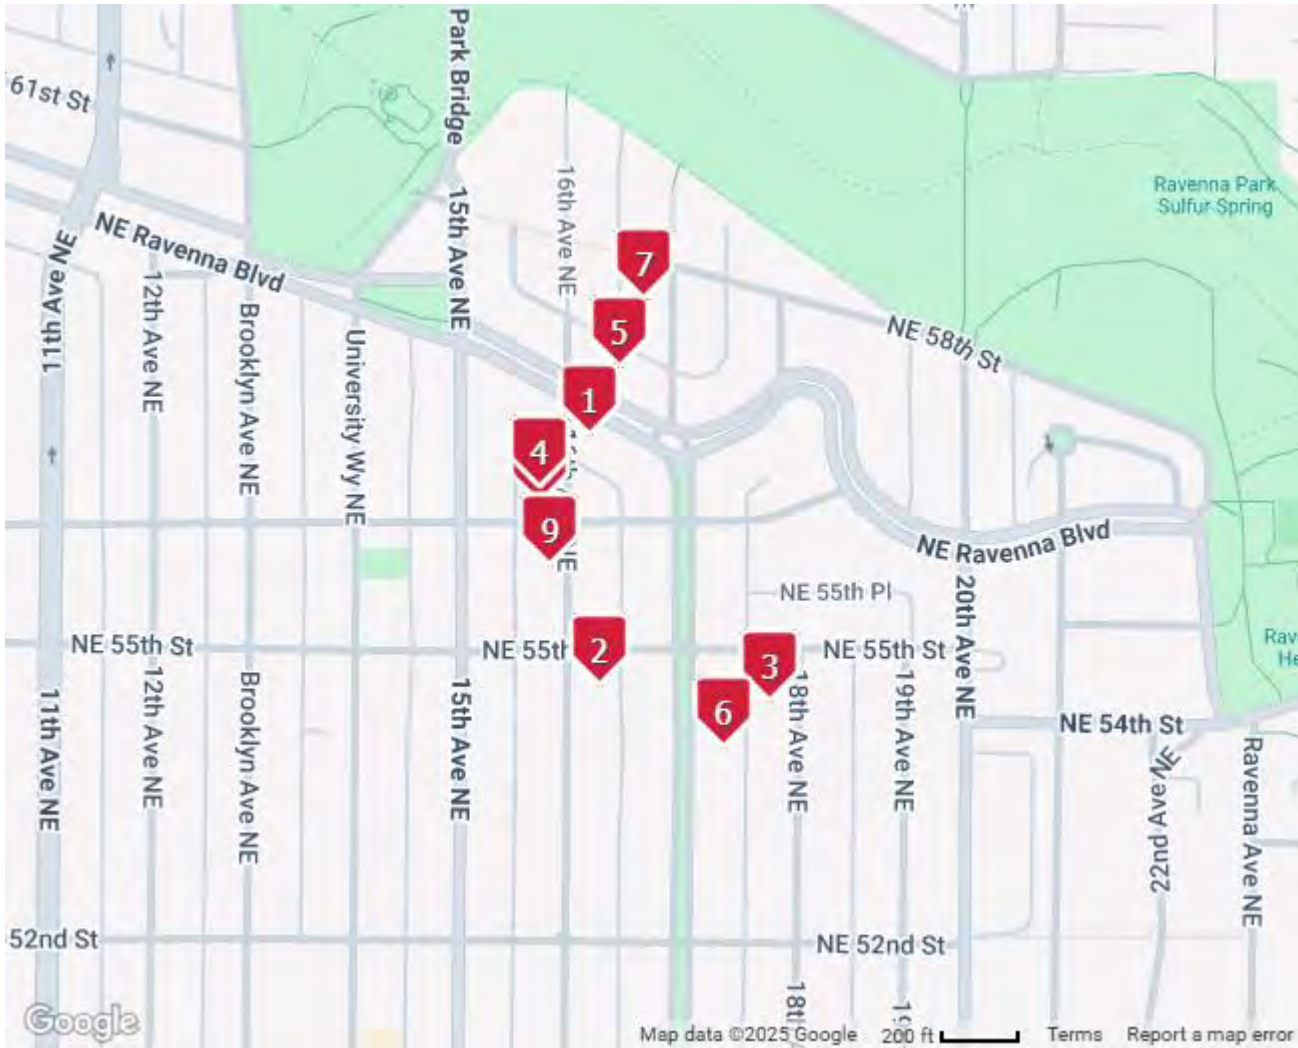 61st St
Park Bridge
16th Ave NE
15th Ave NE
Ravenna Park
Sulfur Spring
NE Ravenna Blvd
11th Ave NE
12th Ave NE
Brooklyn Ave NE
University Wy NE
7
5
1
4
9
NE 58th St
NE Ravenna Blvd
NE 55th Pl
20th Ave NE
NE 55th St
NE 55th
2
3
6
NE 55th St
NE 54th St
11th Ave NE
12th Ave NE
Brooklyn Ave NE
15th Ave NE
18th Ave NE
19th Ave NE
22nd Ave NE
Ravenna Ave NE
52nd St
NE 52nd St
Google
Map data ©2025 Google
200 ft
Terms
Report a map error